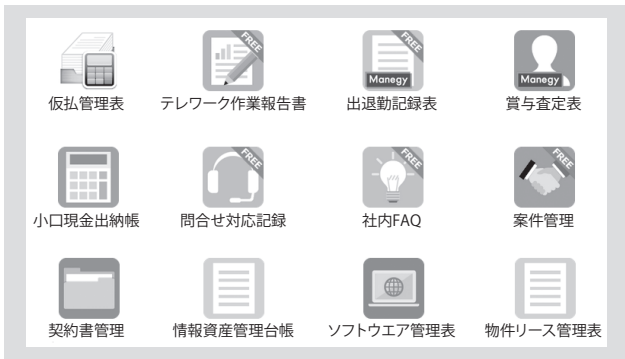 FREE
FREE
FREE
Manegy
Manegy
仮払管理表
テレワーク作業報告書
出退勤記録表
賞与査定表
FREE
FREE
FREE
小口現金出納帳
問合せ対応記録
社内FAQ
案件管理
契約書管理
情報資産管理台帳
ソフトウエア管理表
物件リース管理表